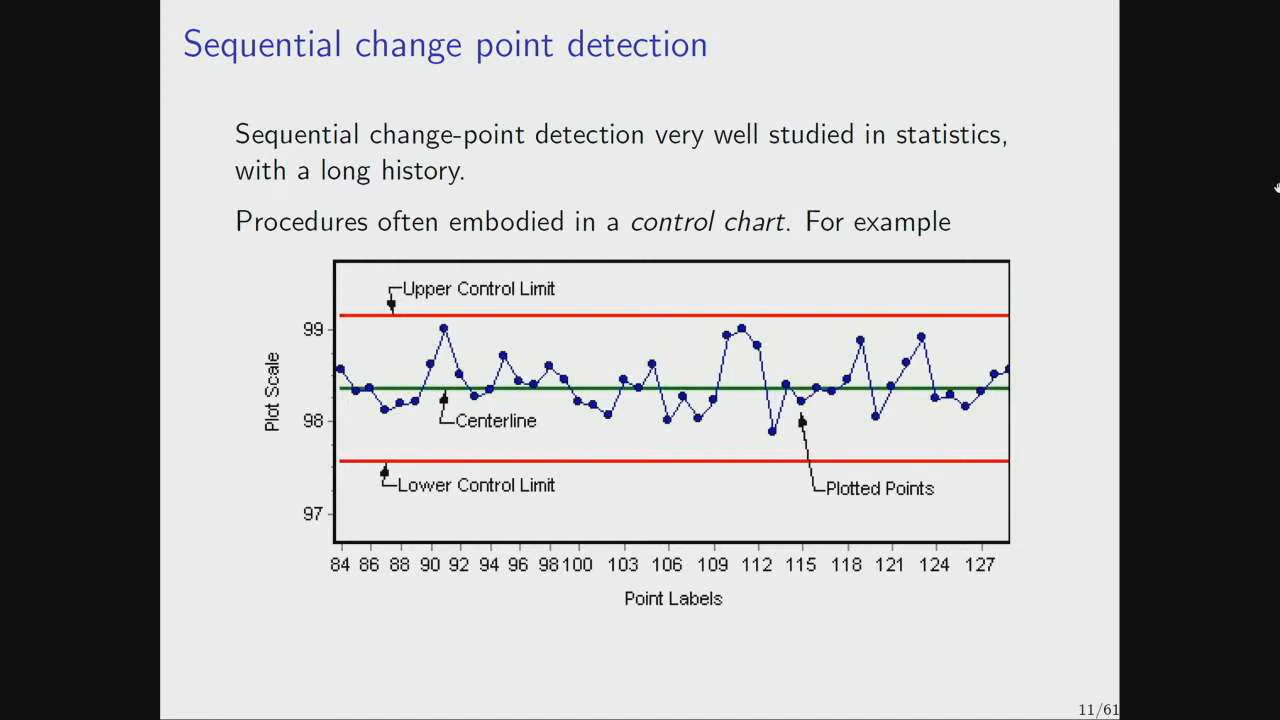 Sequential change point detection
Sequential change-point detection very well studied in statistics,
with a long history.
Procedures often embodied in a control chart. For example
Upper Control Limit
99
Plot Scale
98
Centerline
Lower Control Limit
Plotted Points
97
84 86 88 90 92 94 96 98 100 103 106 109 112 115 118 121 124 127
Point Labels
11/61